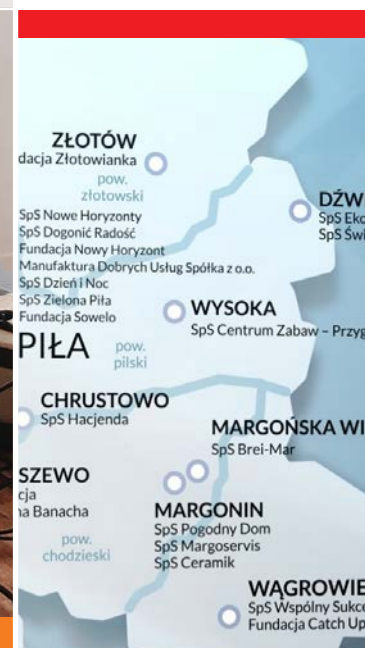 ZŁOTÓW
dacja Złotowianka
pow.
złotowski
SpS Nowe Horyzonty
SpS Dogonić Radość
Fundacja Nowy Horyzont
Manufaktura Dobrych Usług Spółka z o.o.
SpS Dzień i Noc
SpS Zielona Piła
Fundacja Sowelo
PIŁA
pow.
pilski
DŹW
SpS Eko
SpS Świ
WYSOKA
SpS Centrum Zabaw – Przyg
CHRUSTOWO
SpS Hacjenda
MARGOŃSKA WI
SpS Brei-Mar
SZEWO
cja
na Banacha
pow.
chodzieski
MARGONIN
SpS Pogodny Dom
SpS Margoservis
SpS Ceramik
WĄGROWIE
SpS Wspólny Sukce
Fundacja Catch Up